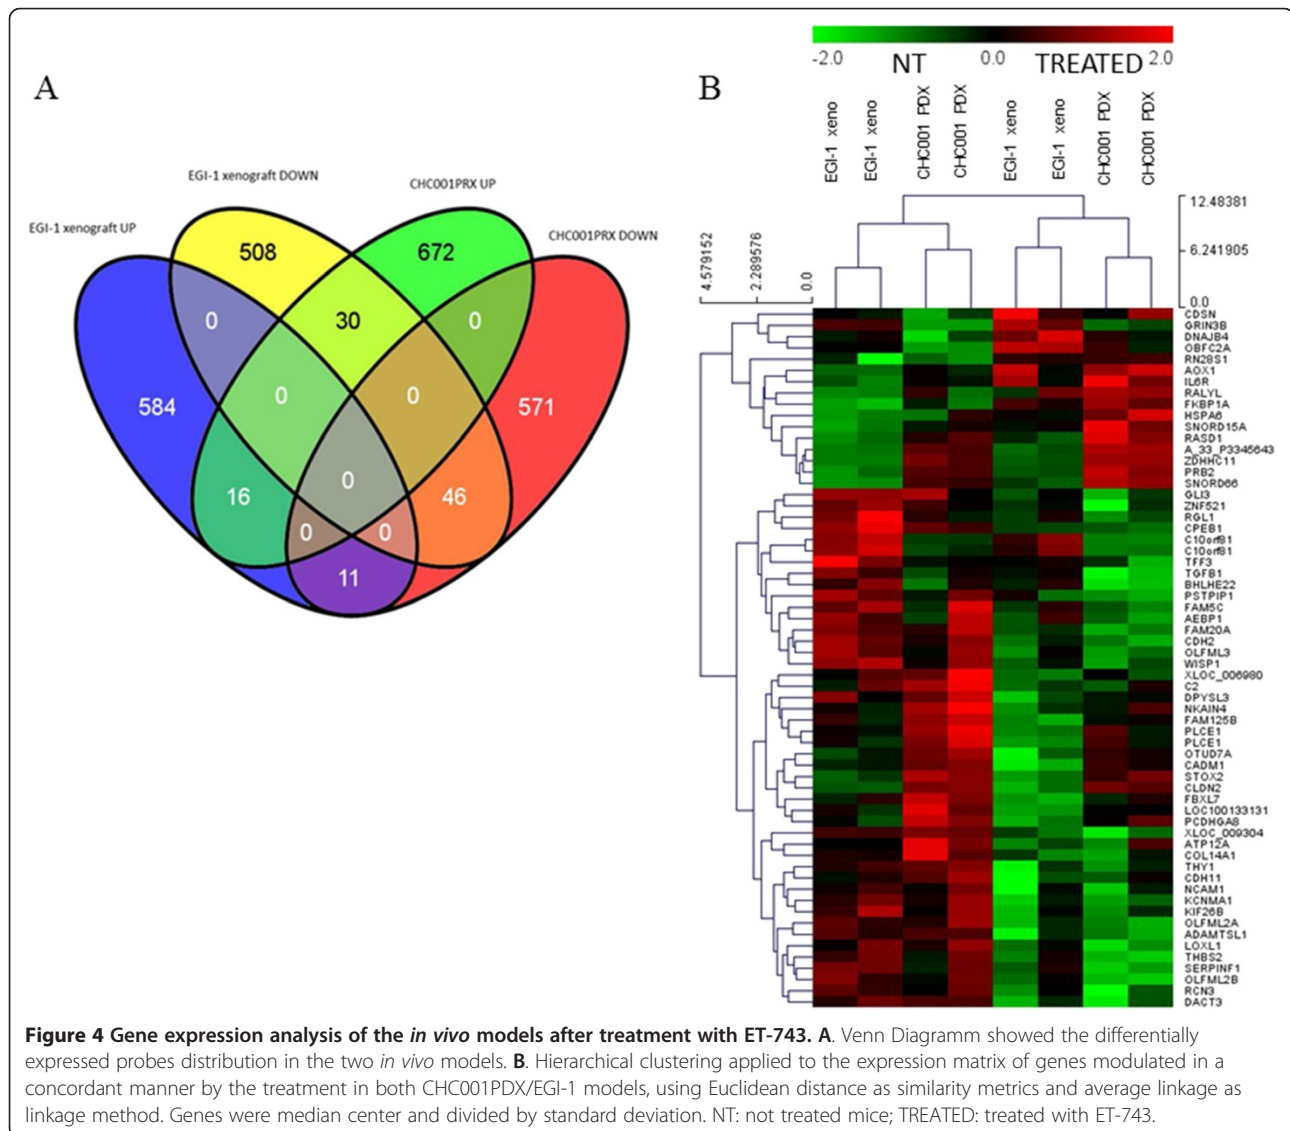 A
EGI-1 xenograft DOWN
CHC001PRX UP
EGI-1 xenograft UP
CHC001PRX DOWN
508
672
0
30
0
584
0
0
571
16
0
46
0
0
11
B
-2.0
NT
0.0
TREATED
2.0
EGI-1 xeno
EGI-1 xeno
CHC001 PDX
CHC001 PDX
EGI-1 xeno
EGI-1 xeno
CHC001 PDX
CHC001 PDX
12.48381
6.241905
0.0
4.579152
2.289576
0.0
CDSN
GRIN3B
DNAJB4
OBFC2A
RN28S1
AOX1
IL6R
RALYL
FKBP1A
HSPA6
SNORD15A
RASD1
A_33_P3345643
ZDHHC11
PRB2
SNORD66
GLI3
ZNF521
RGL1
CPEB1
C10orf81
C10orf81
TFF3
TGFB1
BHLHE22
PSTPIP1
FAM5C
AEBP1
FAM20A
CDH2
OLFML3
WISP1
XLOC_006980
C2
DPYSL3
NKAIN4
FAM125B
PLCE1
PLCE1
OTUD7A
CADM1
STOX2
CLDN2
FBXL7
LOC100133131
PCDHGA8
XLOC_009304
ATP12A
COL14A1
THY1
CDH11
NCAM1
KCNMA1
KIF26B
OLFML2A
ADAMTSL1
LOXL1
THBS2
SERPINF1
OLFML2B
RCN3
DACT3
Figure 4 Gene expression analysis of the in vivo models after treatment with ET-743. A. Venn Diagramm showed the differentially
expressed probes distribution in the two in vivo models. B. Hierarchical clustering applied to the expression matrix of genes modulated in a
concordant manner by the treatment in both CHC001PDX/EGI-1 models, using Euclidean distance as similarity metrics and average linkage as
linkage method. Genes were median center and divided by standard deviation. NT: not treated mice; TREATED: treated with ET-743.